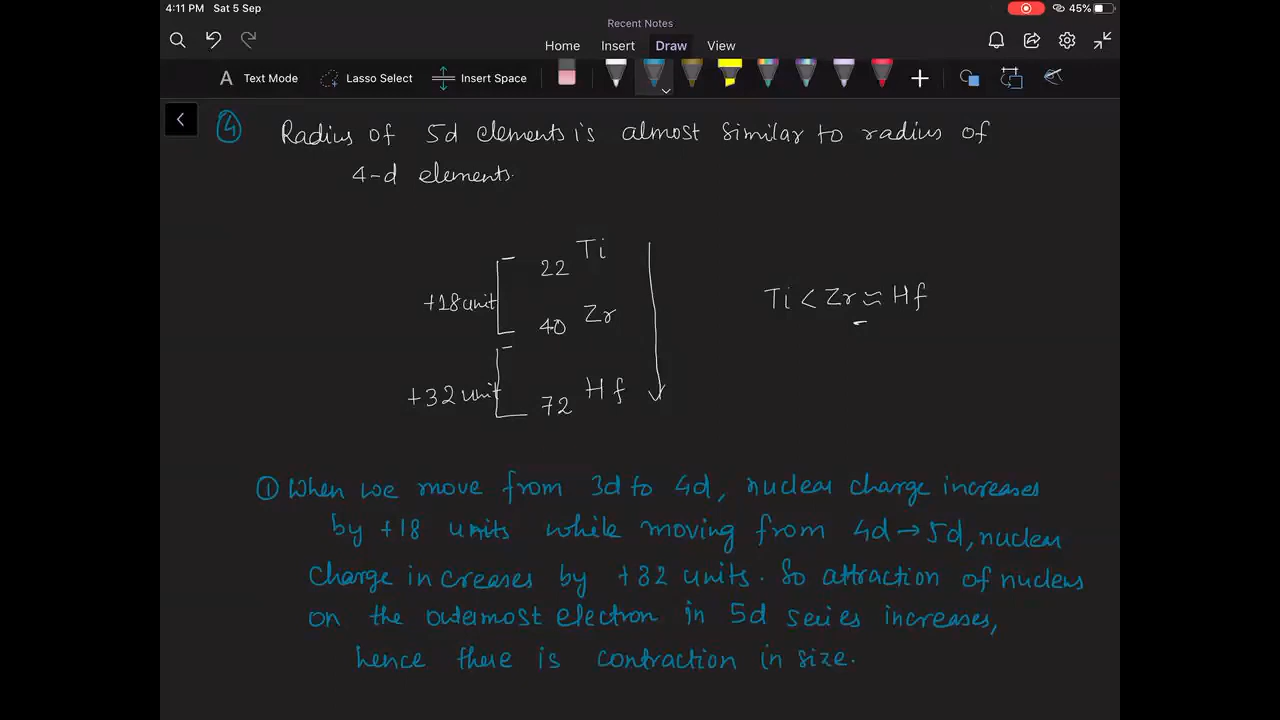 4:11 PM Sat 5 Sep
45%
Recent Notes
Home Insert Draw View
Text Mode Lasso Select Insert Space
④ Radius of 5d elements is almost similar to radius of
4-d elements.
22 Ti
+18 unit
Ti < Zr ≈ Hf
40 Zr
+32 unit
72 Hf
① When we move from 3d to 4d, nuclear charge increases
by +18 units while moving from 4d → 5d, nuclear
charge increases by +32 units. So attraction of nucleus
on the outermost electron in 5d series increases,
hence there is contraction in size.